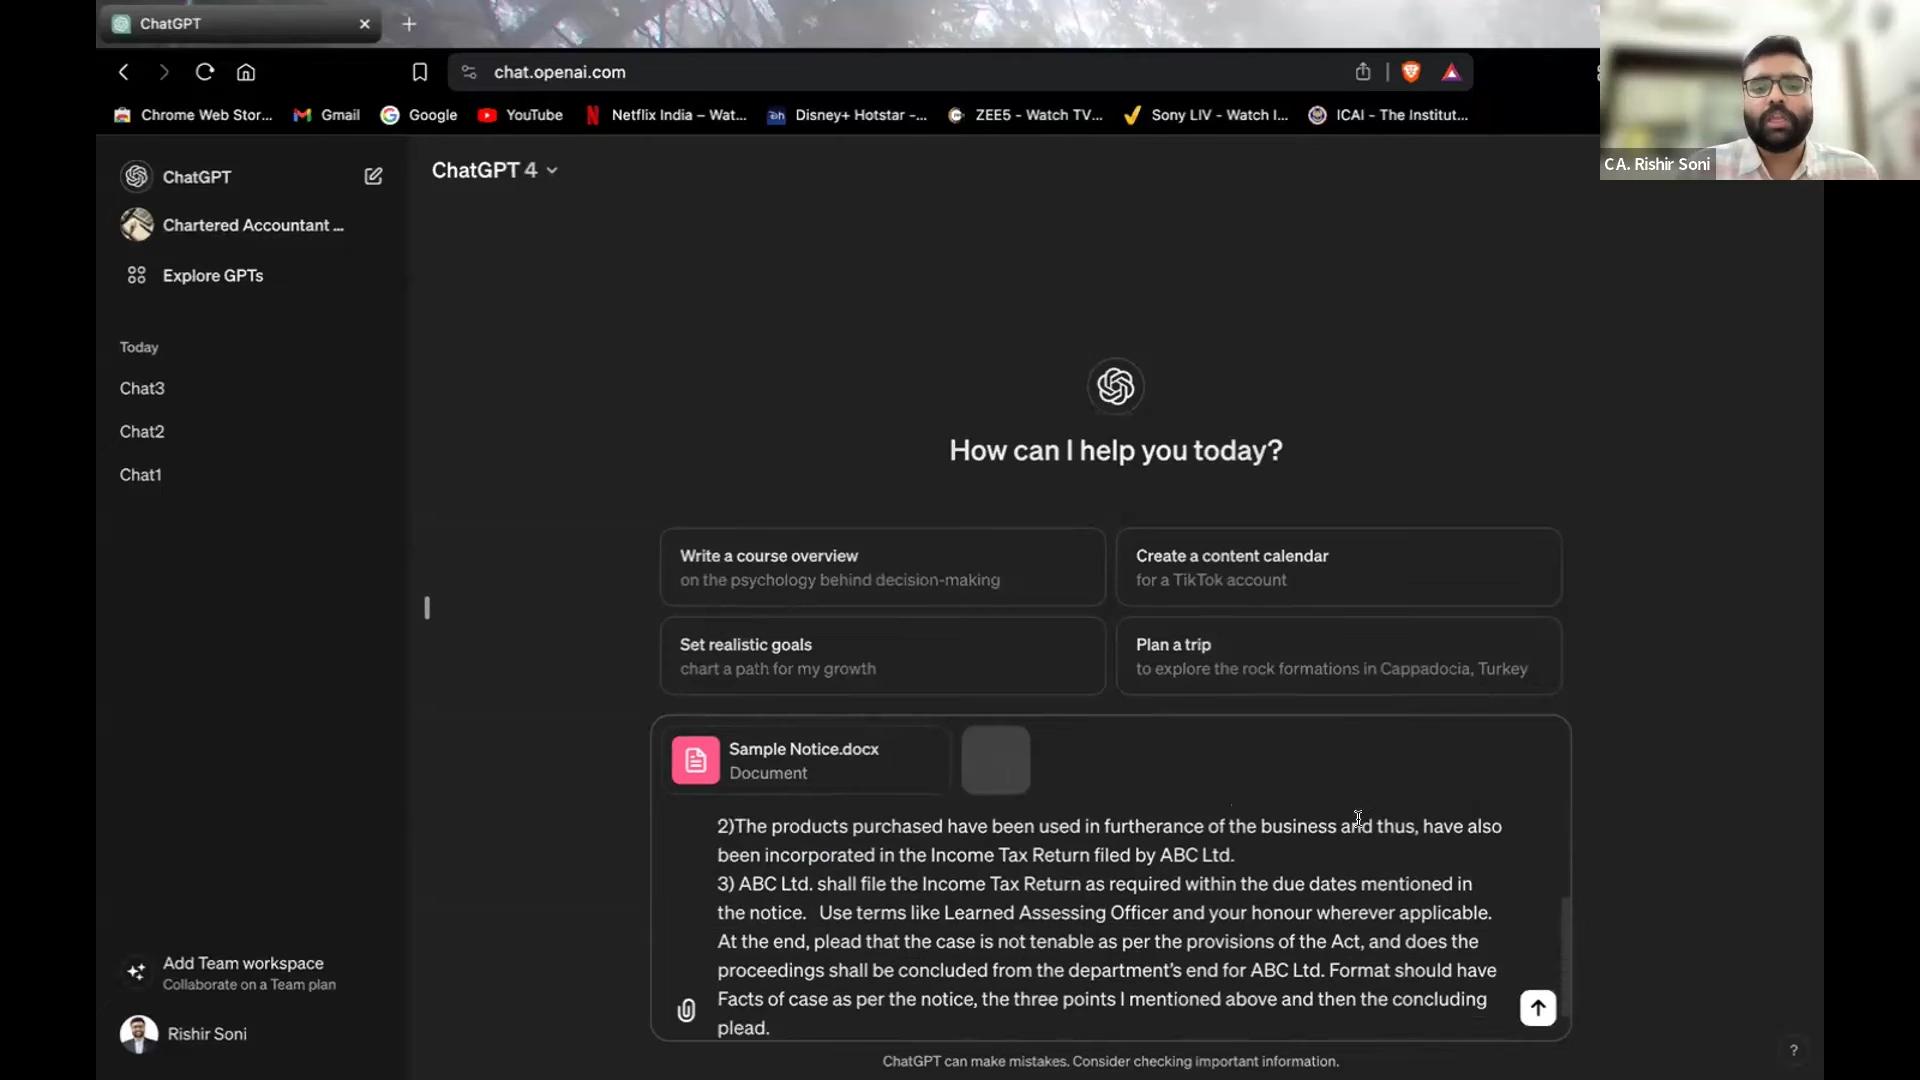 ChatGPT
chat.openai.com
Chrome Web Stor...
Gmail
Google
YouTube
Netflix India – Wat...
Disney+ Hotstar -...
ZEE5 - Watch TV...
Sony LIV - Watch I...
ICAI - The Institut...
CA. Rishir Soni
ChatGPT
Chartered Accountant ...
Explore GPTs
Today
Chat3
Chat2
Chat1
Add Team workspace
Collaborate on a Team plan
Rishir Soni
ChatGPT 4
How can I help you today?
Write a course overview
on the psychology behind decision-making
Create a content calendar
for a TikTok account
Set realistic goals
chart a path for my growth
Plan a trip
to explore the rock formations in Cappadocia, Turkey
Sample Notice.docx
Document
2)The products purchased have been used in furtherance of the business and thus, have also
been incorporated in the Income Tax Return filed by ABC Ltd.
3) ABC Ltd. shall file the Income Tax Return as required within the due dates mentioned in
the notice. Use terms like Learned Assessing Officer and your honour wherever applicable.
At the end, plead that the case is not tenable as per the provisions of the Act, and does the
proceedings shall be concluded from the department's end for ABC Ltd. Format should have
Facts of case as per the notice, the three points I mentioned above and then the concluding
plead.
ChatGPT can make mistakes. Consider checking important information.
?